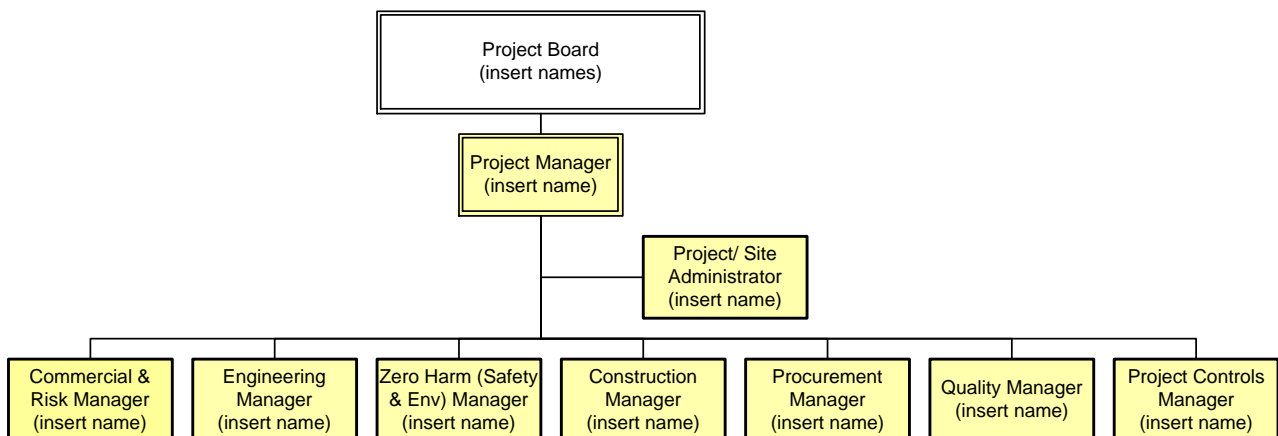 Project Board
(insert names)
Project Manager
(insert name)
Project/ Site
Administrator
(insert name)
Commercial &
Risk Manager
(insert name)
Engineering
Manager
(insert name)
Zero Harm (Safety
& Env) Manager
(insert name)
Construction
Manager
(insert name)
Procurement
Manager
(insert name)
Quality Manager
(insert name)
Project Controls
Manager
(insert name)